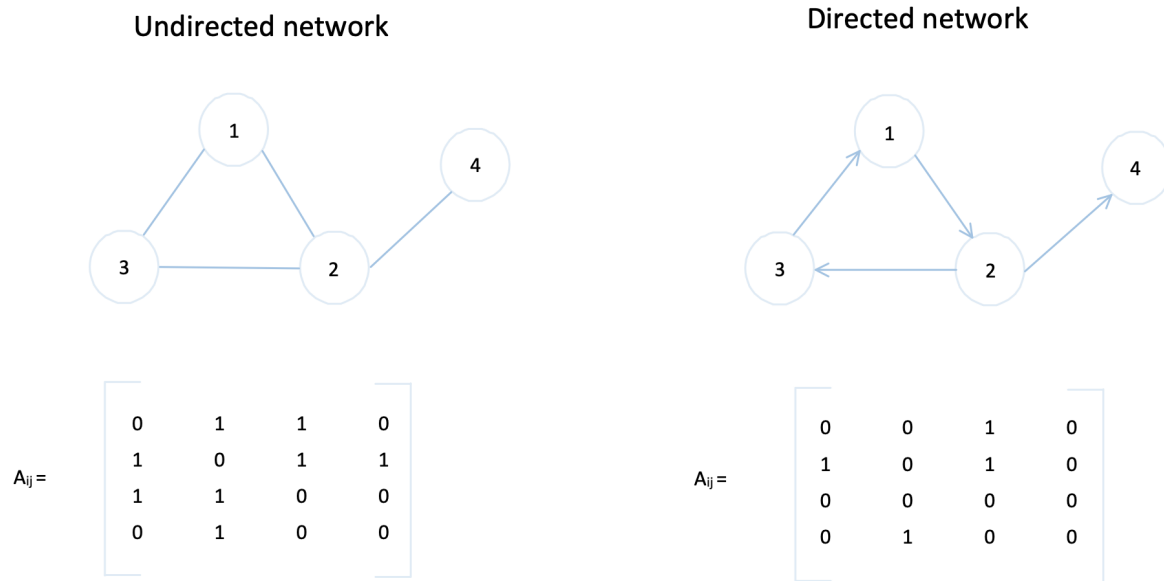 Undirected network
1
4
3
2
A_ij =
0 1 1 0
1 0 1 1
1 1 0 0
0 1 0 0
Directed network
1
4
3
2
A_ij =
0 0 1 0
1 0 1 0
0 0 0 0
0 1 0 0